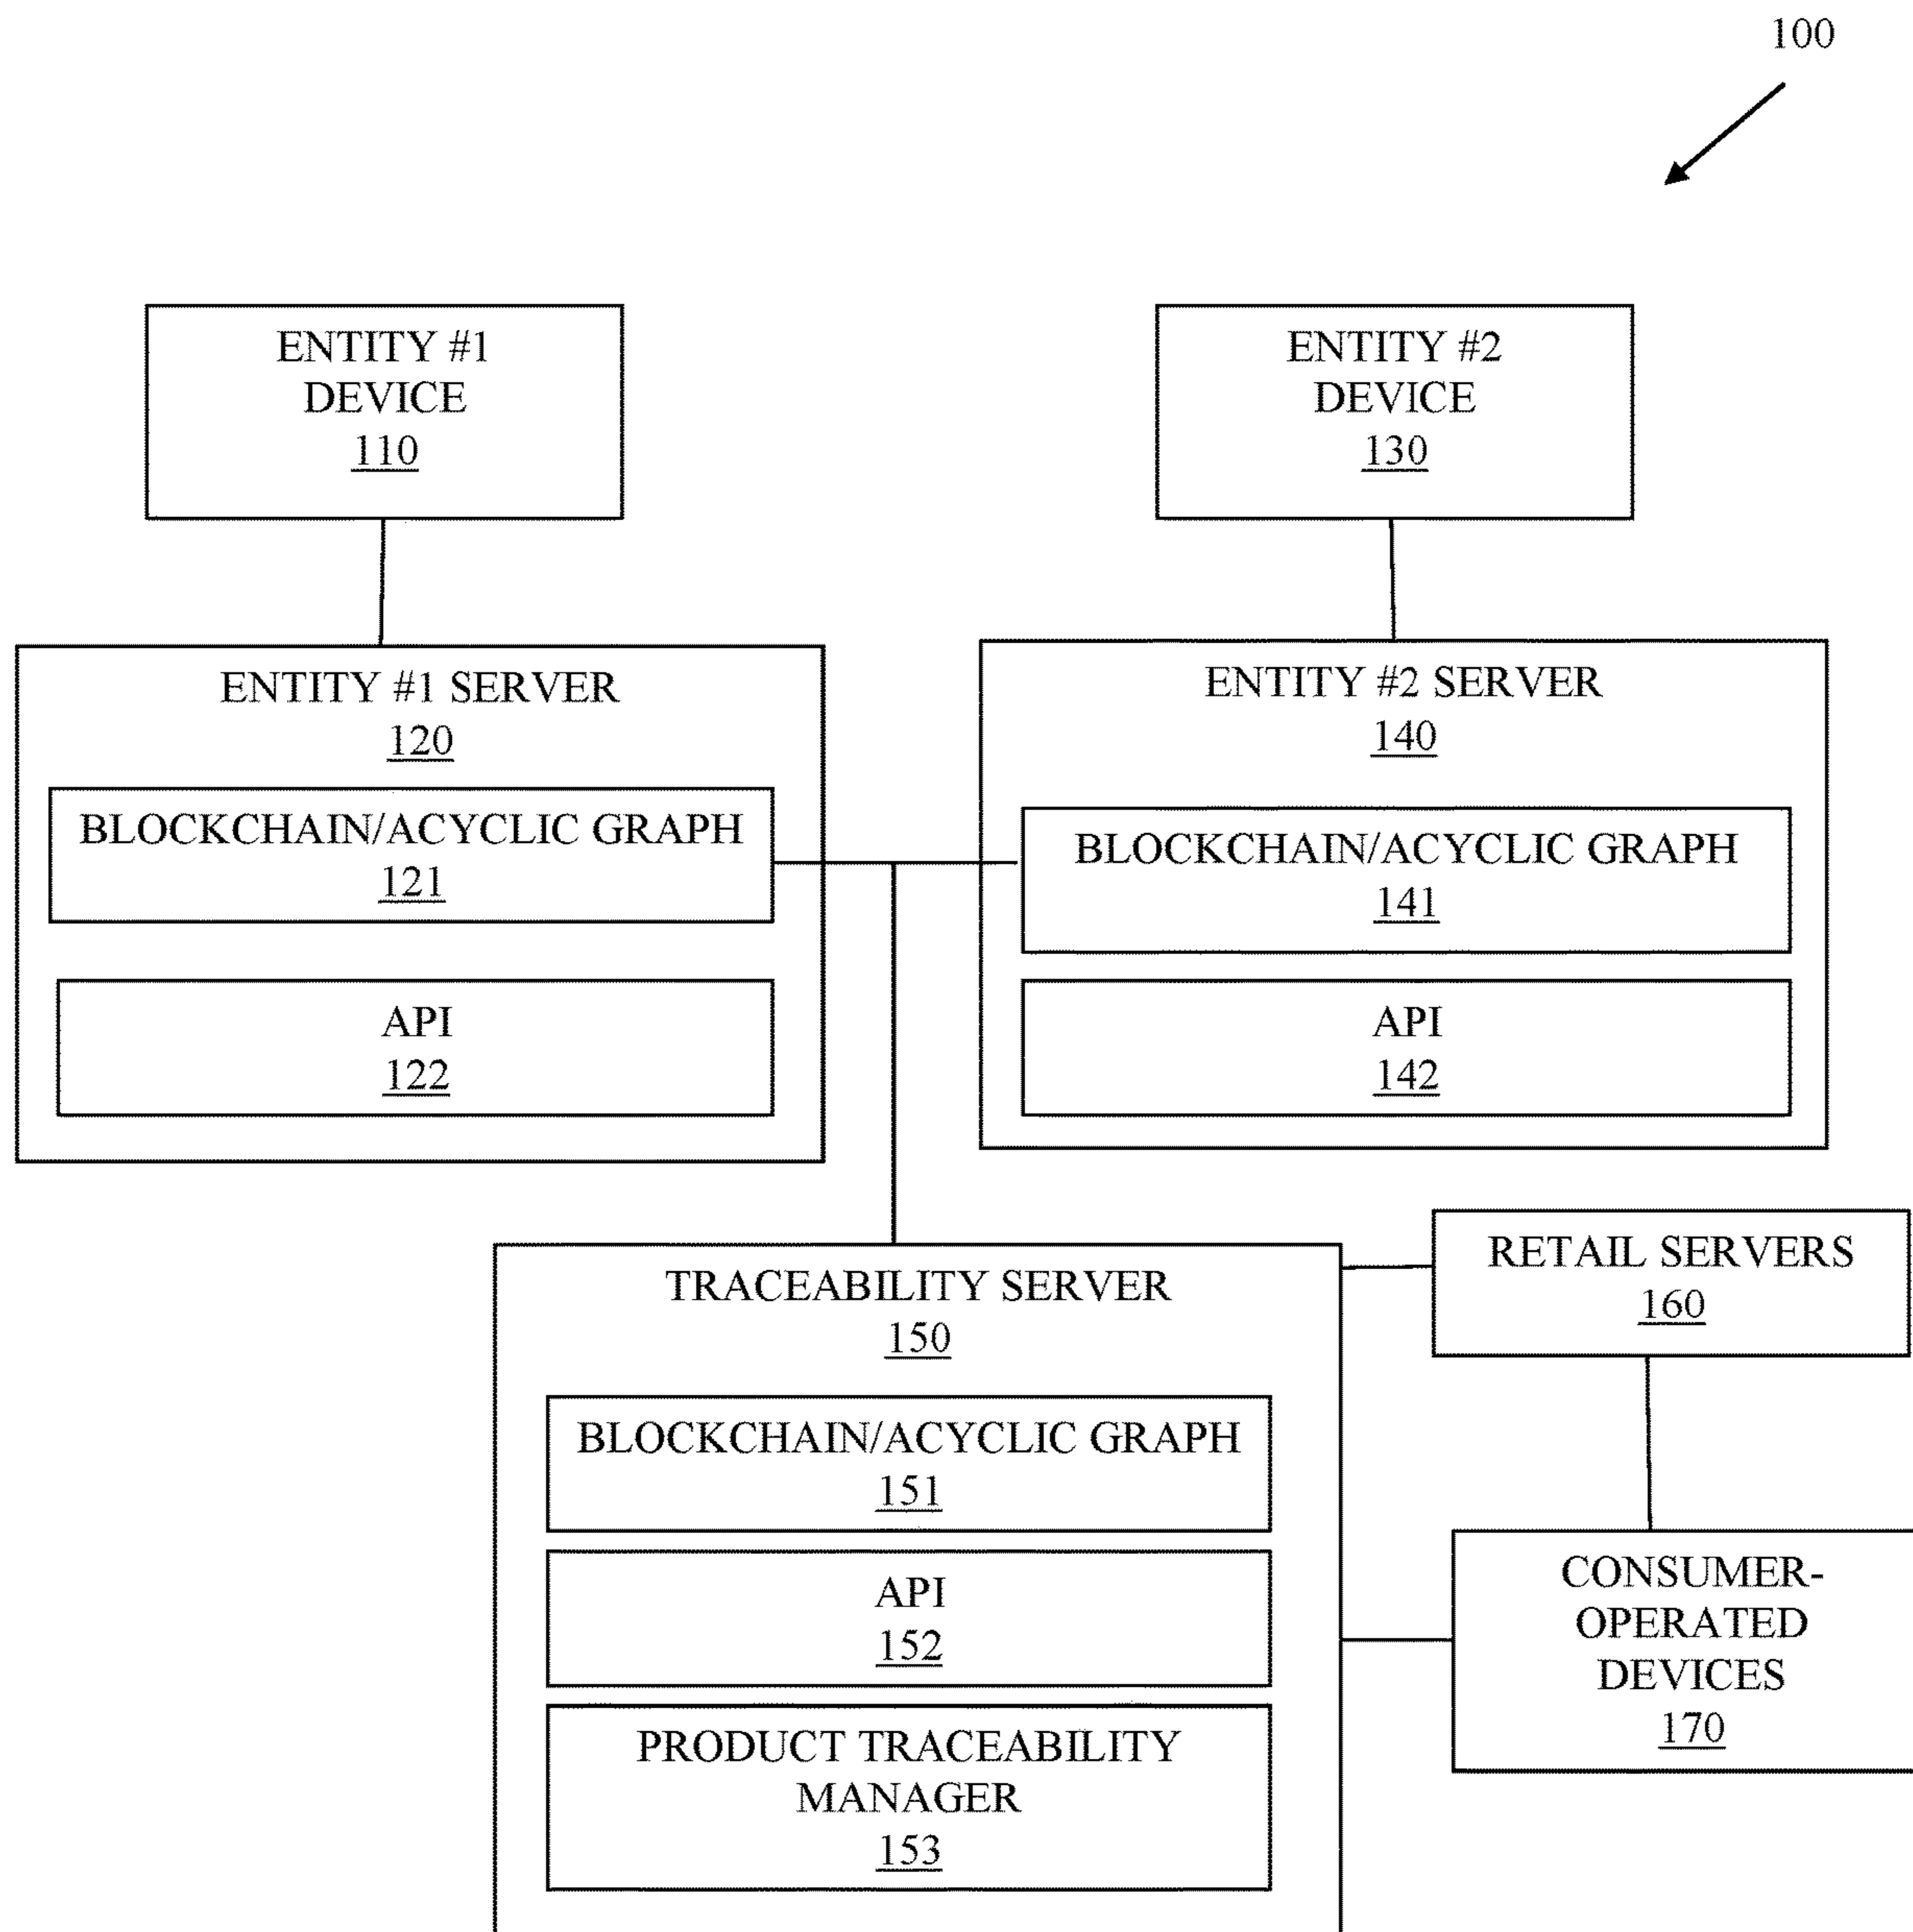 100
ENTITY #1
DEVICE
110
ENTITY #2
DEVICE
130
ENTITY #1 SERVER
120
BLOCKCHAIN/ACYCLIC GRAPH
121
API
122
ENTITY #2 SERVER
140
BLOCKCHAIN/ACYCLIC GRAPH
141
API
142
TRACEABILITY SERVER
150
BLOCKCHAIN/ACYCLIC GRAPH
151
API
152
PRODUCT TRACEABILITY
MANAGER
153
RETAIL SERVERS
160
CONSUMER-
OPERATED
DEVICES
170